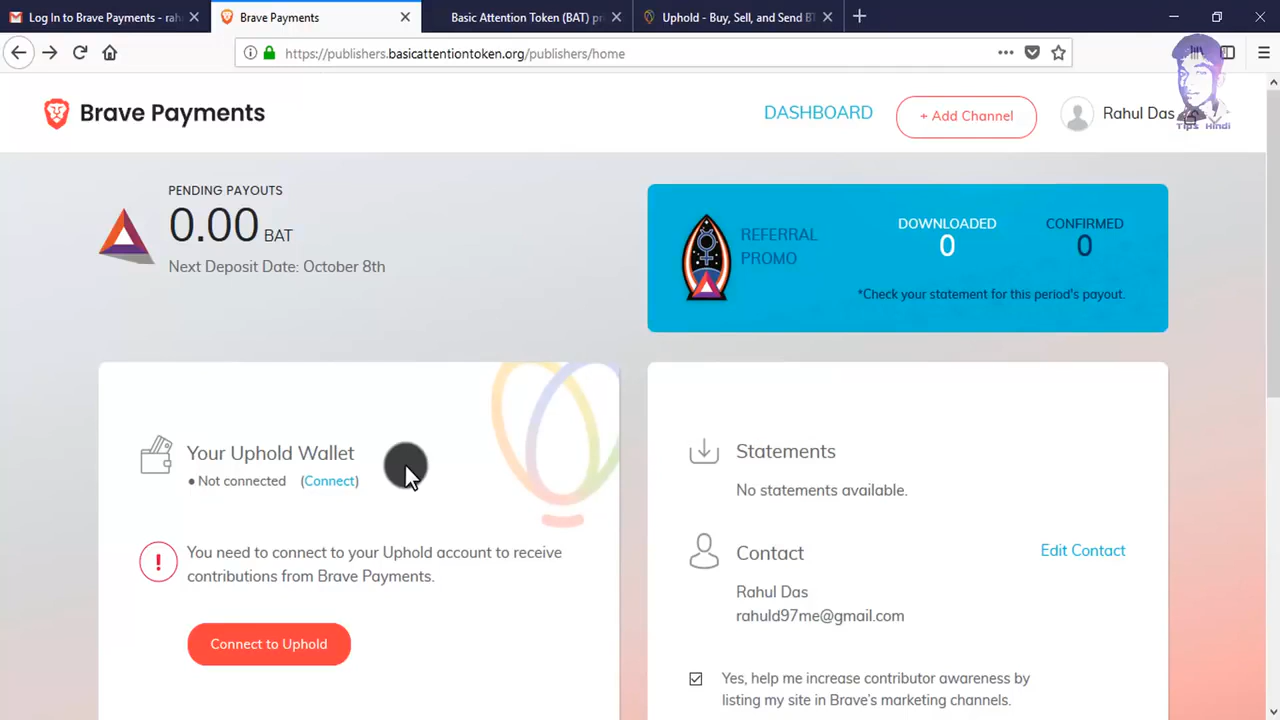 Log In to Brave Payments - rah
Brave Payments
Basic Attention Token (BAT) pr
Uphold - Buy, Sell, and Send BT
https://publishers.basicattentiontoken.org/publishers/home
Brave Payments
DASHBOARD
+ Add Channel
Rahul Das
Tips Hindi
PENDING PAYOUTS
0.00 BAT
Next Deposit Date: October 8th
REFERRAL
PROMO
DOWNLOADED
0
CONFIRMED
0
*Check your statement for this period's payout.
Your Uphold Wallet
● Not connected (Connect)
! You need to connect to your Uphold account to receive
contributions from Brave Payments.
Connect to Uphold
Statements
No statements available.
Contact
Edit Contact
Rahul Das
rahuld97me@gmail.com
Yes, help me increase contributor awareness by
listing my site in Brave's marketing channels.